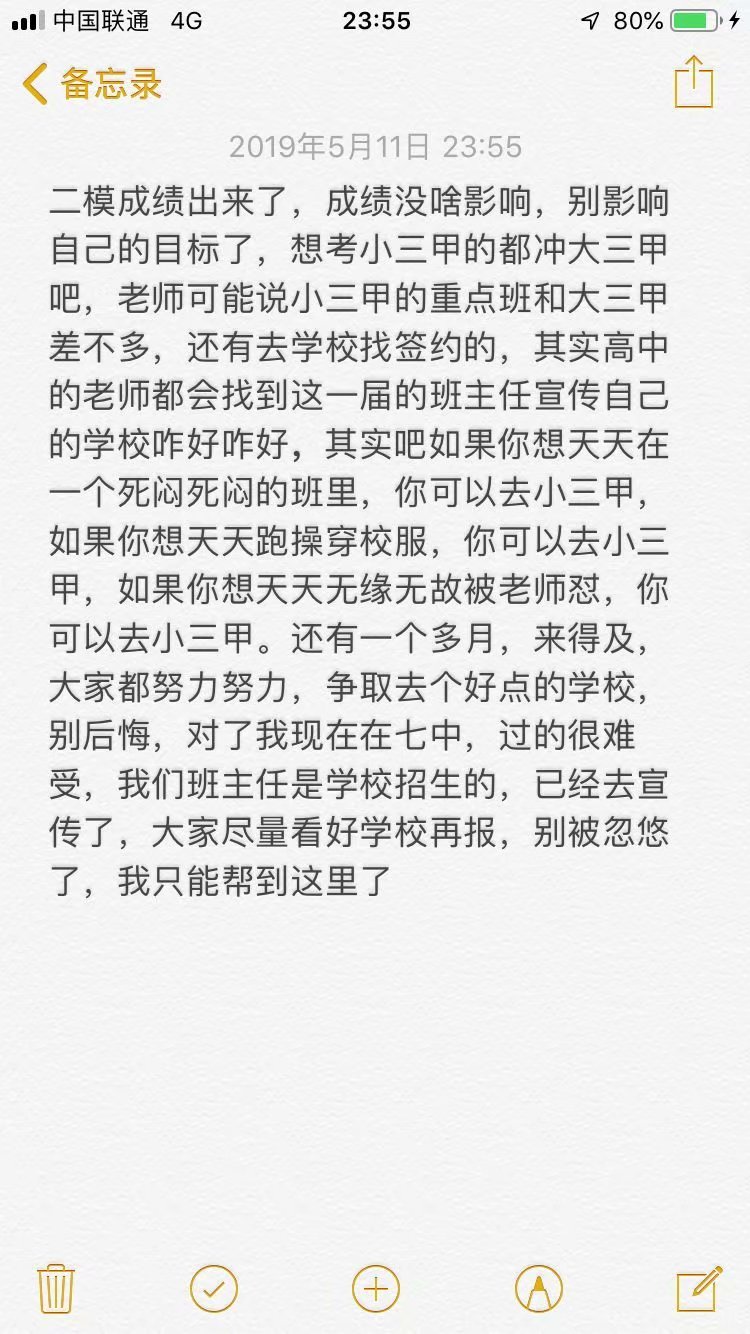 中国联通 4G 23:55 80%
备忘录
2019年5月11日 23:55
二模成绩出来了，成绩没啥影响，别影响
自己的目标了，想考小三甲的都冲大三甲
吧，老师可能说小三甲的重点班和大三甲
差不多，还有去学校找签约的，其实高中
的老师都会找到这一届的班主任宣传自己
的学校咋好咋好，其实吧如果你想天天在
一个死闷死闷的班里，你可以去小三甲，
如果你想天天跑操穿校服，你可以去小三
甲，如果你想天天无缘无故被老师怼，你
可以去小三甲。还有一个多月，来得及，
大家都努力努力，争取去个好点的学校，
别后悔，对了我现在在七中，过的很难
受，我们班主任是学校招生的，已经去宣
传了，大家尽量看好学校再报，别被忽悠
了，我只能帮到这里了